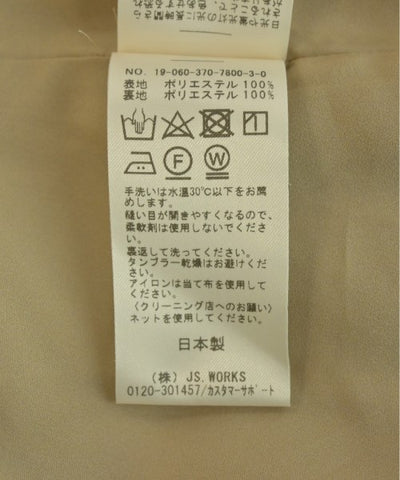 NO. 19-060-370-7800-3-0
表地 ポリエステル 100%
裏地 ポリエステル 100%
F W
手洗いは水温30℃以下をお薦
めします。
縫い目が開きやすくなるので、
柔軟剤は使用しないでくださ
い。
裏返して洗ってください。
タンブラー乾燥はお避けくだ
さい。
アイロンは当て布を使用して
ください。
〈クリーニング店へのお願い〉
ネットを使用してください。
日本製
(株) JS.WORKS
0120-301457/カスタマーサポート